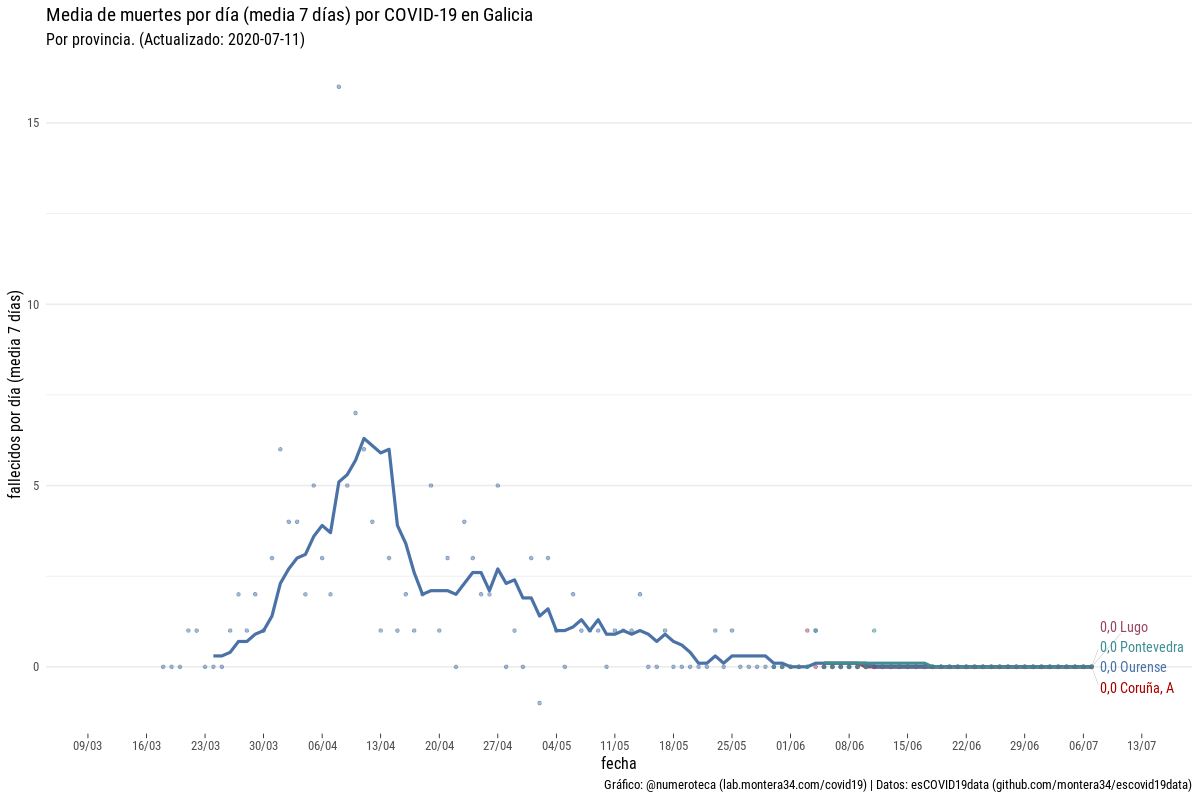 Media de muertes por día (media 7 días) por COVID-19 en Galicia
Por provincia. (Actualizado: 2020-07-11)
fallecidos por día (media 7 días)
15
10
5
0
0,0 Lugo
0,0 Pontevedra
0,0 Ourense
0,0 Coruña, A
09/03 16/03 23/03 30/03 06/04 13/04 20/04 27/04 04/05 11/05 18/05 25/05 01/06 08/06 15/06 22/06 29/06 06/07 13/07
fecha
Gráfico: @numeroteca (lab.montera34.com/covid19) | Datos: esCOVID19data (github.com/montera34/escovid19data)